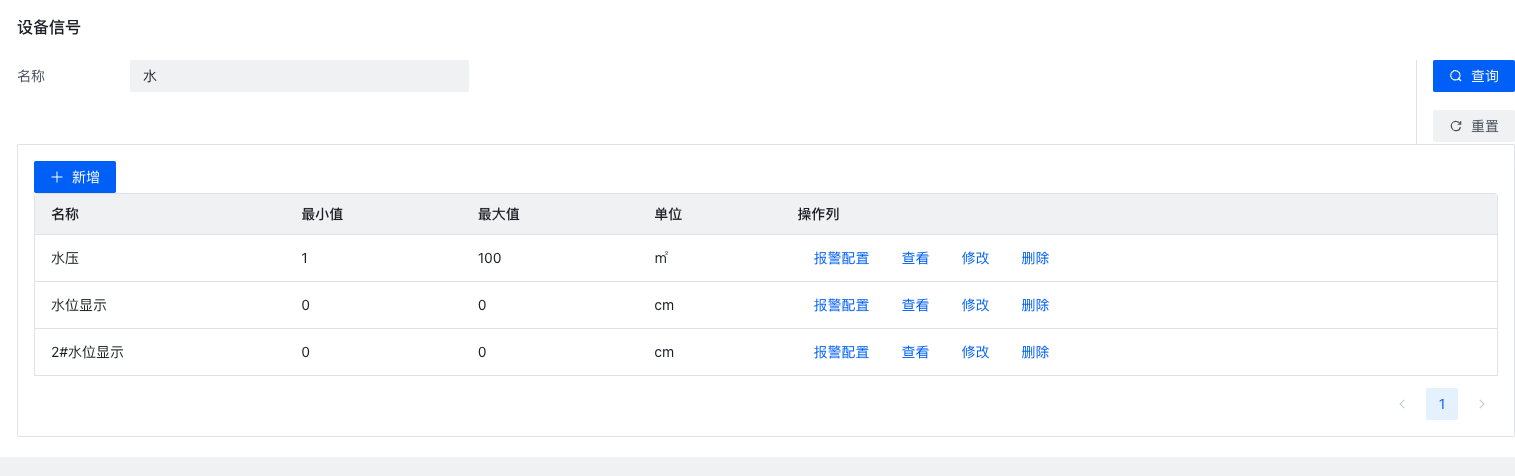 设备信号
名称 水 查询
重置
新增
名称 最小值 最大值 单位 操作列
水压 1 100 ㎡ 报警配置 查看 修改 删除
水位显示 0 0 cm 报警配置 查看 修改 删除
2#水位显示 0 0 cm 报警配置 查看 修改 删除
1